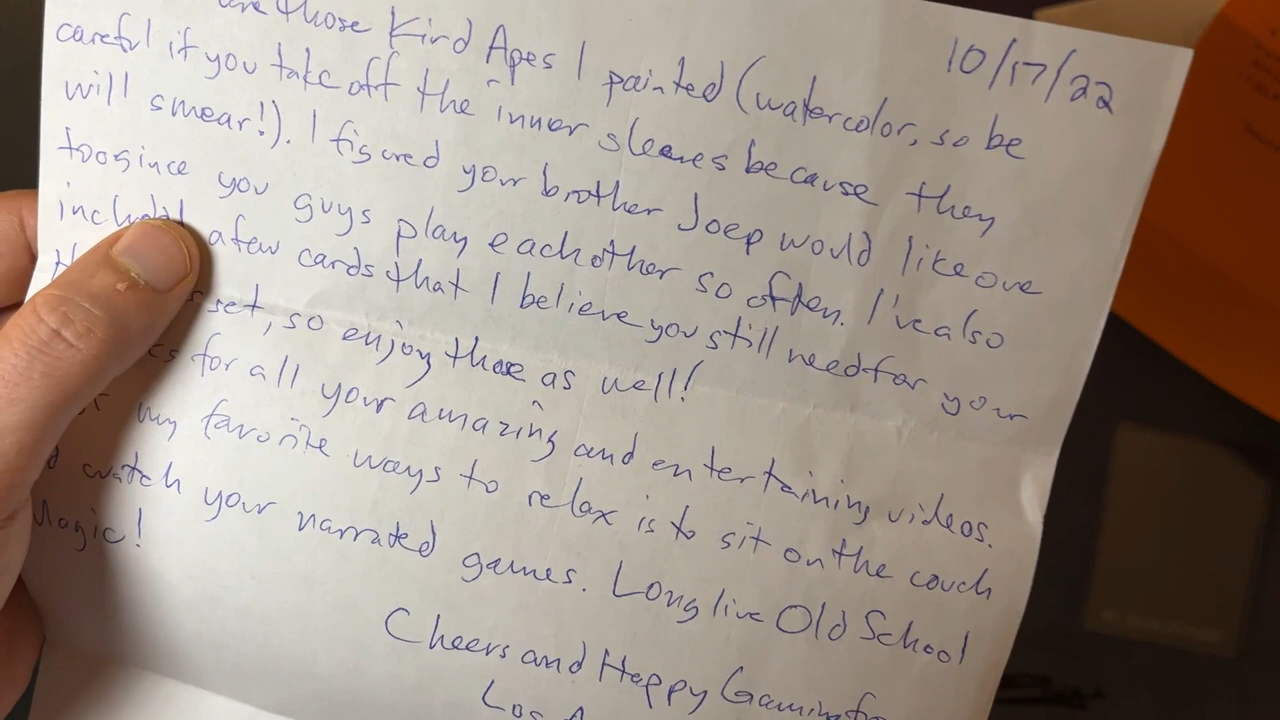 10/17/22
are those Kird Apes I painted (watercolor, so be
careful if you take off the inner sleeves because they
will smear!). I figured your brother Joep would like one
too since you guys play each other so often. I've also
a few cards that I believe you still need for your
set, so enjoy those as well!
for all your amazing and entertaining videos.
my favorite ways to relax is to sit on the couch
watch your narrated games. Long live Old School
Magic!
Cheers and Happy Gaming
Los